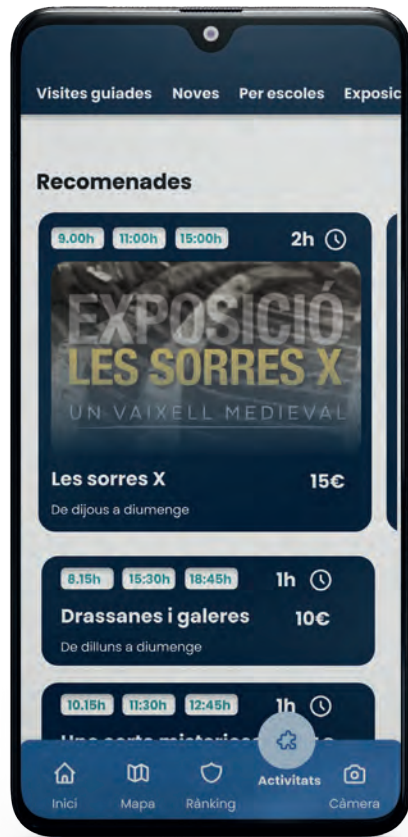 Visites guiades Noves Per escoles Exposic
Recomenades
9.00h 11:00h 15:00h 2h
EXPOSICIÓ
LES SORRES X
UN VAIXELL MEDIEVAL
Les sorres X 15€
De dijous a diumenge
8.15h 15:30h 18:45h 1h
Drassanes i galeres 10€
De dilluns a diumenge
10.15h 11:30h 12:45h 1h
Activitats
Inici Mapa Rànking Càmera